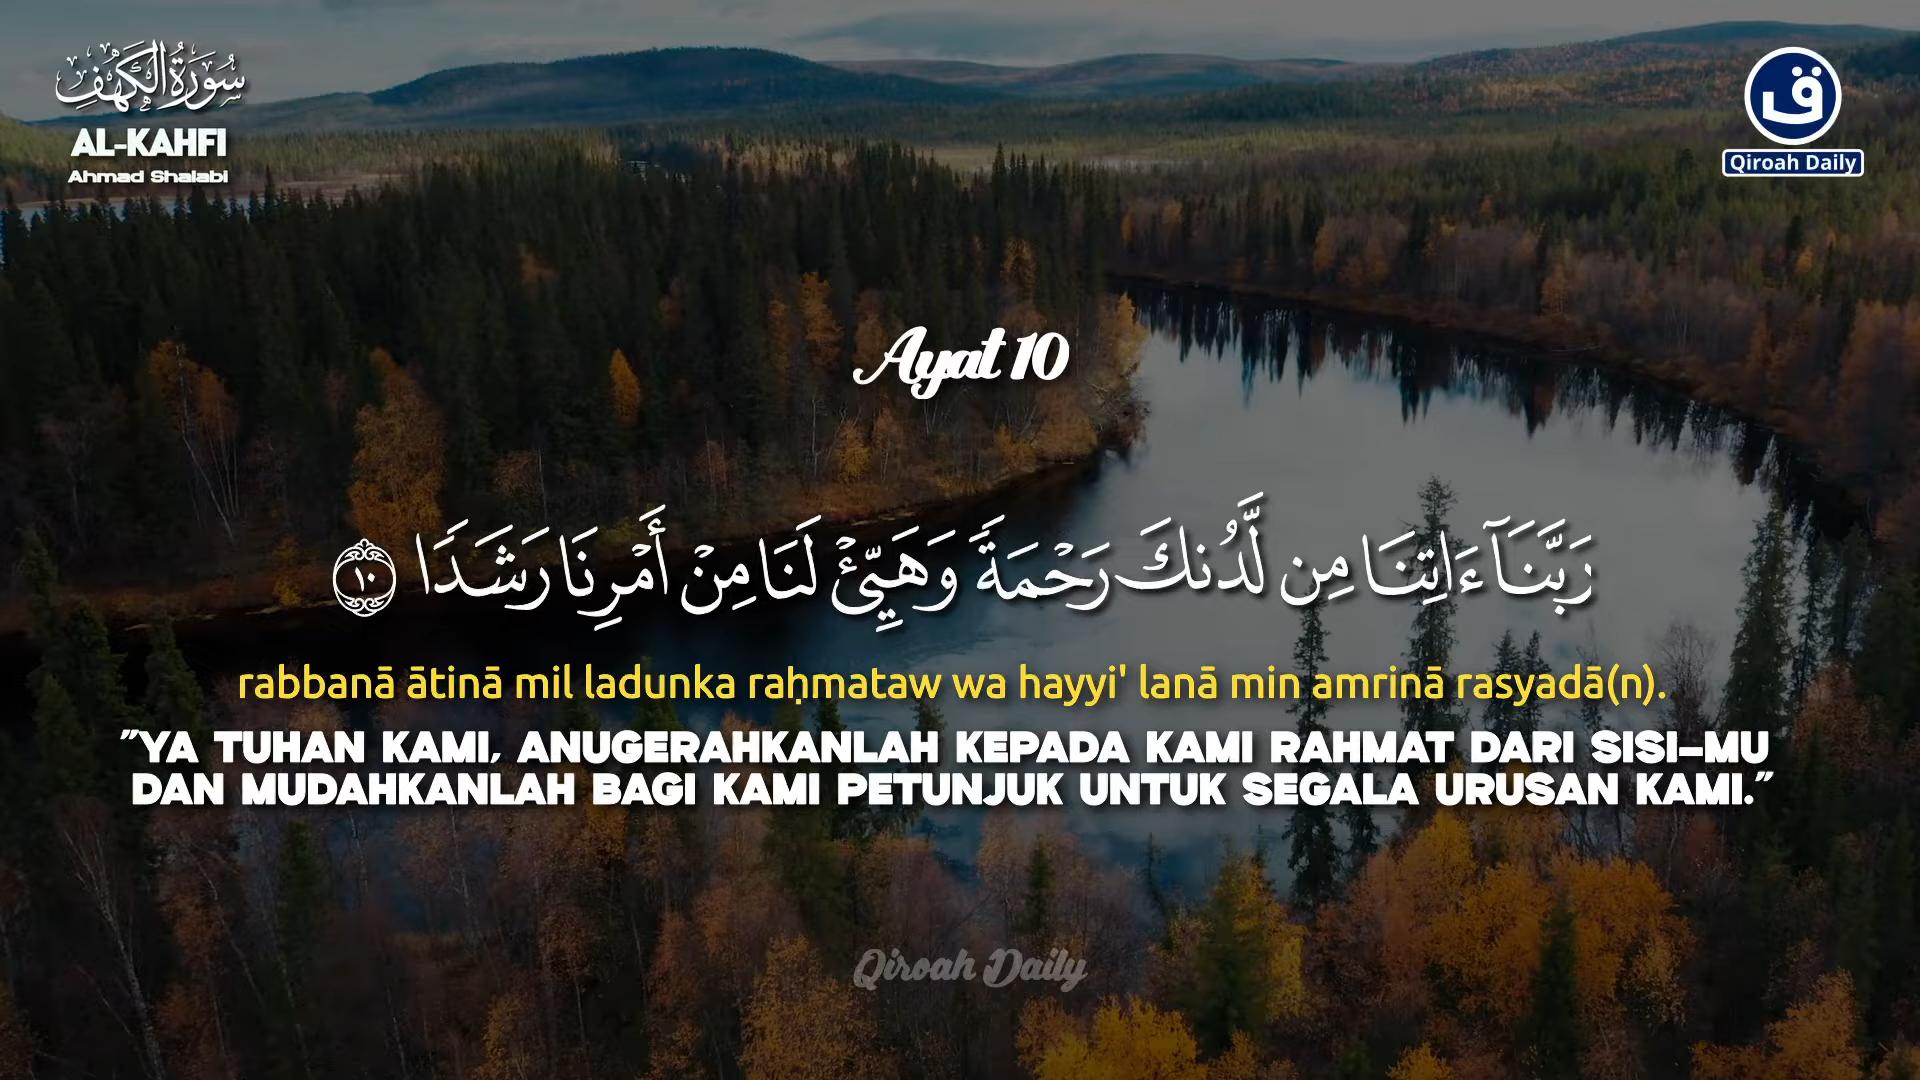 سُورَةُ الْكَهْفِ
AL-KAHFI
Ahmad Shalabi
ق
Qiroah Daily
Ayat 10
رَبَّنَآ ءَاتِنَا مِن لَّدُنكَ رَحْمَةً وَهَيِّئْ لَنَا مِنْ أَمْرِنَا رَشَدًا ١٠
rabbanā ātinā mil ladunka raḥmataw wa hayyi' lanā min amrinā rasyadā(n).
"YA TUHAN KAMI, ANUGERAHKANLAH KEPADA KAMI RAHMAT DARI SISI-MU
DAN MUDAHKANLAH BAGI KAMI PETUNJUK UNTUK SEGALA URUSAN KAMI."
Qiroah Daily